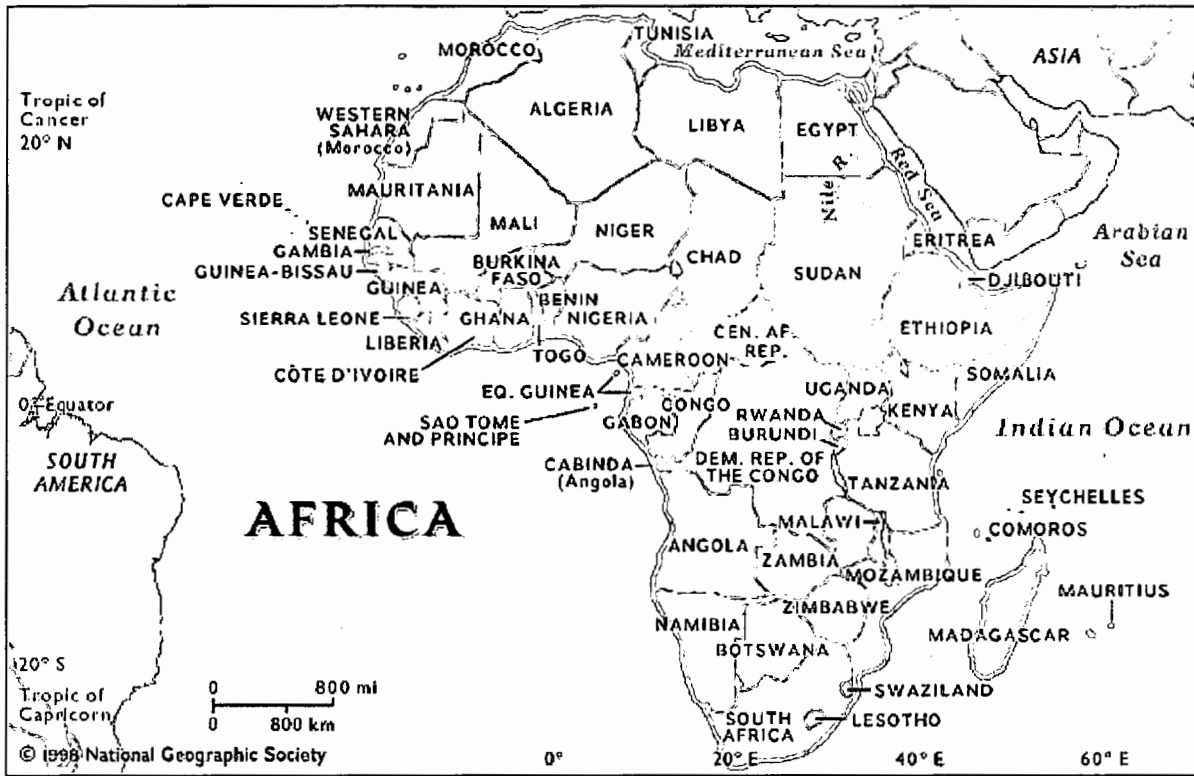 TUNISIA
MOROCCO
Mediterranean Sea
ASIA
Tropic of
Cancer
20° N
ALGERIA
WESTERN
SAHARA
(Morocco)
LIBYA
EGYPT
Nile R.
Red Sea
MAURITANIA
CAPE VERDE
MALI
NIGER
SENEGAL
GAMBIA
CHAD
ERITREA
Arabian
Sea
GUINEA-BISSAU
BURKINA
FASO
SUDAN
DJIBOUTI
GUINEA
Atlantic
Ocean
BENIN
SIERRA LEONE
GHANA
NIGERIA
ETHIOPIA
LIBERIA
TOGO
CEN. AF.
REP.
CAMEROON
CÔTE D'IVOIRE
SOMALIA
EQ. GUINEA
UGANDA
0° Equator
CONGO
KENYA
SAO TOME
AND PRINCIPE
GABON
RWANDA
BURUNDI
Indian Ocean
SOUTH
AMERICA
CABINDA
(Angola)
DEM. REP. OF
THE CONGO
TANZANIA
SEYCHELLES
AFRICA
MALAWI
COMOROS
ANGOLA
ZAMBIA
MOZAMBIQUE
MAURITIUS
ZIMBABWE
NAMIBIA
MADAGASCAR
BOTSWANA
20° S
Tropic of
Capricorn
0 800 mi
0 800 km
SWAZILAND
SOUTH
AFRICA
LESOTHO
© 1998 National Geographic Society
0° 20° E 40° E 60° E